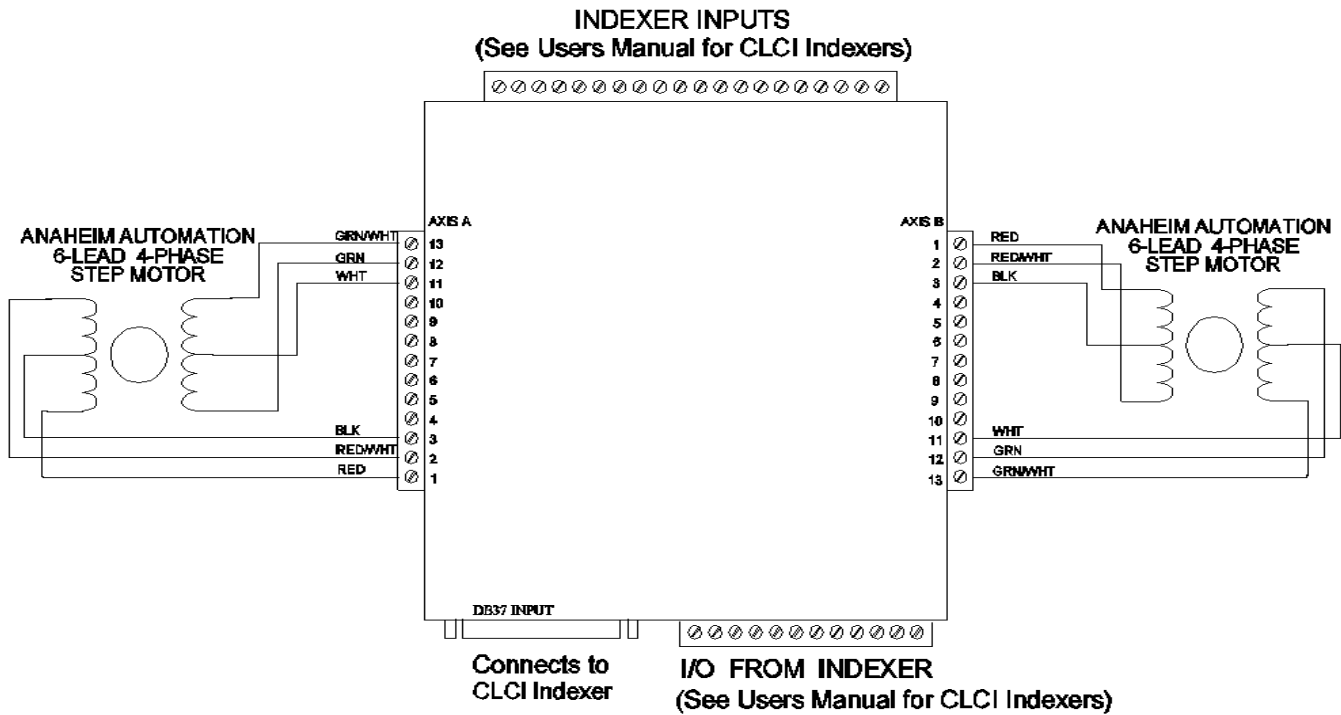 INDEXER INPUTS
(See Users Manual for CLCI Indexers)
ANAHEIM AUTOMATION
6-LEAD 4-PHASE
STEP MOTOR
AXIS A
GRN/WHT 13
GRN 12
WHT 11
10
9
8
7
6
5
4
BLK 3
RED/WHT 2
RED 1
AXIS B
1 RED
2 RED/WHT
3 BLK
4
5
6
7
8
9
10
11 WHT
12 GRN
13 GRN/WHT
ANAHEIM AUTOMATION
6-LEAD 4-PHASE
STEP MOTOR
DB37 INPUT
Connects to
CLCI Indexer
I/O FROM INDEXER
(See Users Manual for CLCI Indexers)